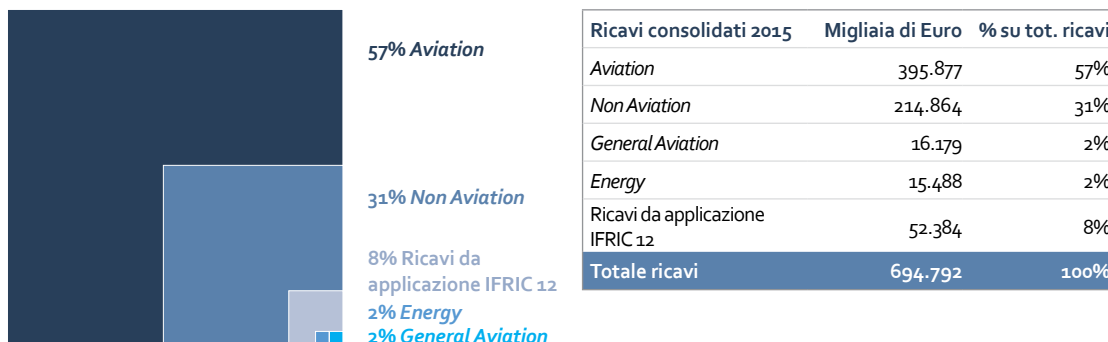 57% Aviation
31% Non Aviation
8% Ricavi da
applicazione IFRIC 12
2% Energy
2% General Aviation
Ricavi consolidati 2015 Migliaia di Euro % su tot. ricavi
Aviation 395.877 57%
Non Aviation 214.864 31%
General Aviation 16.179 2%
Energy 15.488 2%
Ricavi da applicazione
IFRIC 12 52.384 8%
Totale ricavi 694.792 100%